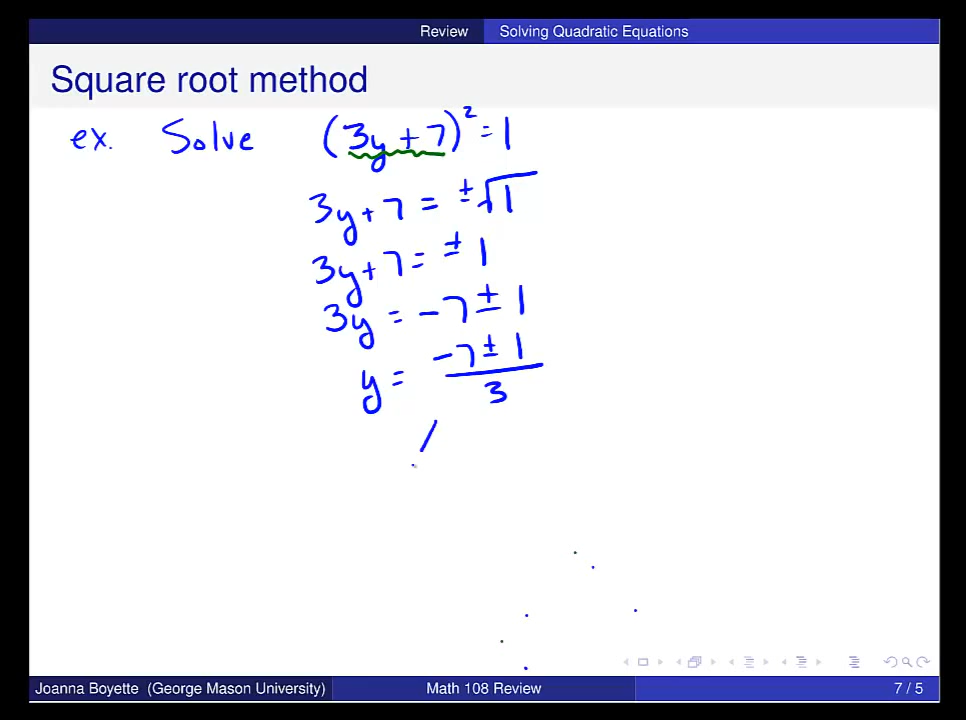 Review Solving Quadratic Equations
Square root method
ex. Solve (3y + 7)² = 1
3y + 7 = ±√1
3y + 7 = ± 1
3y = -7 ± 1
y = (-7 ± 1)/3
Joanna Boyette (George Mason University) Math 108 Review 7 / 5